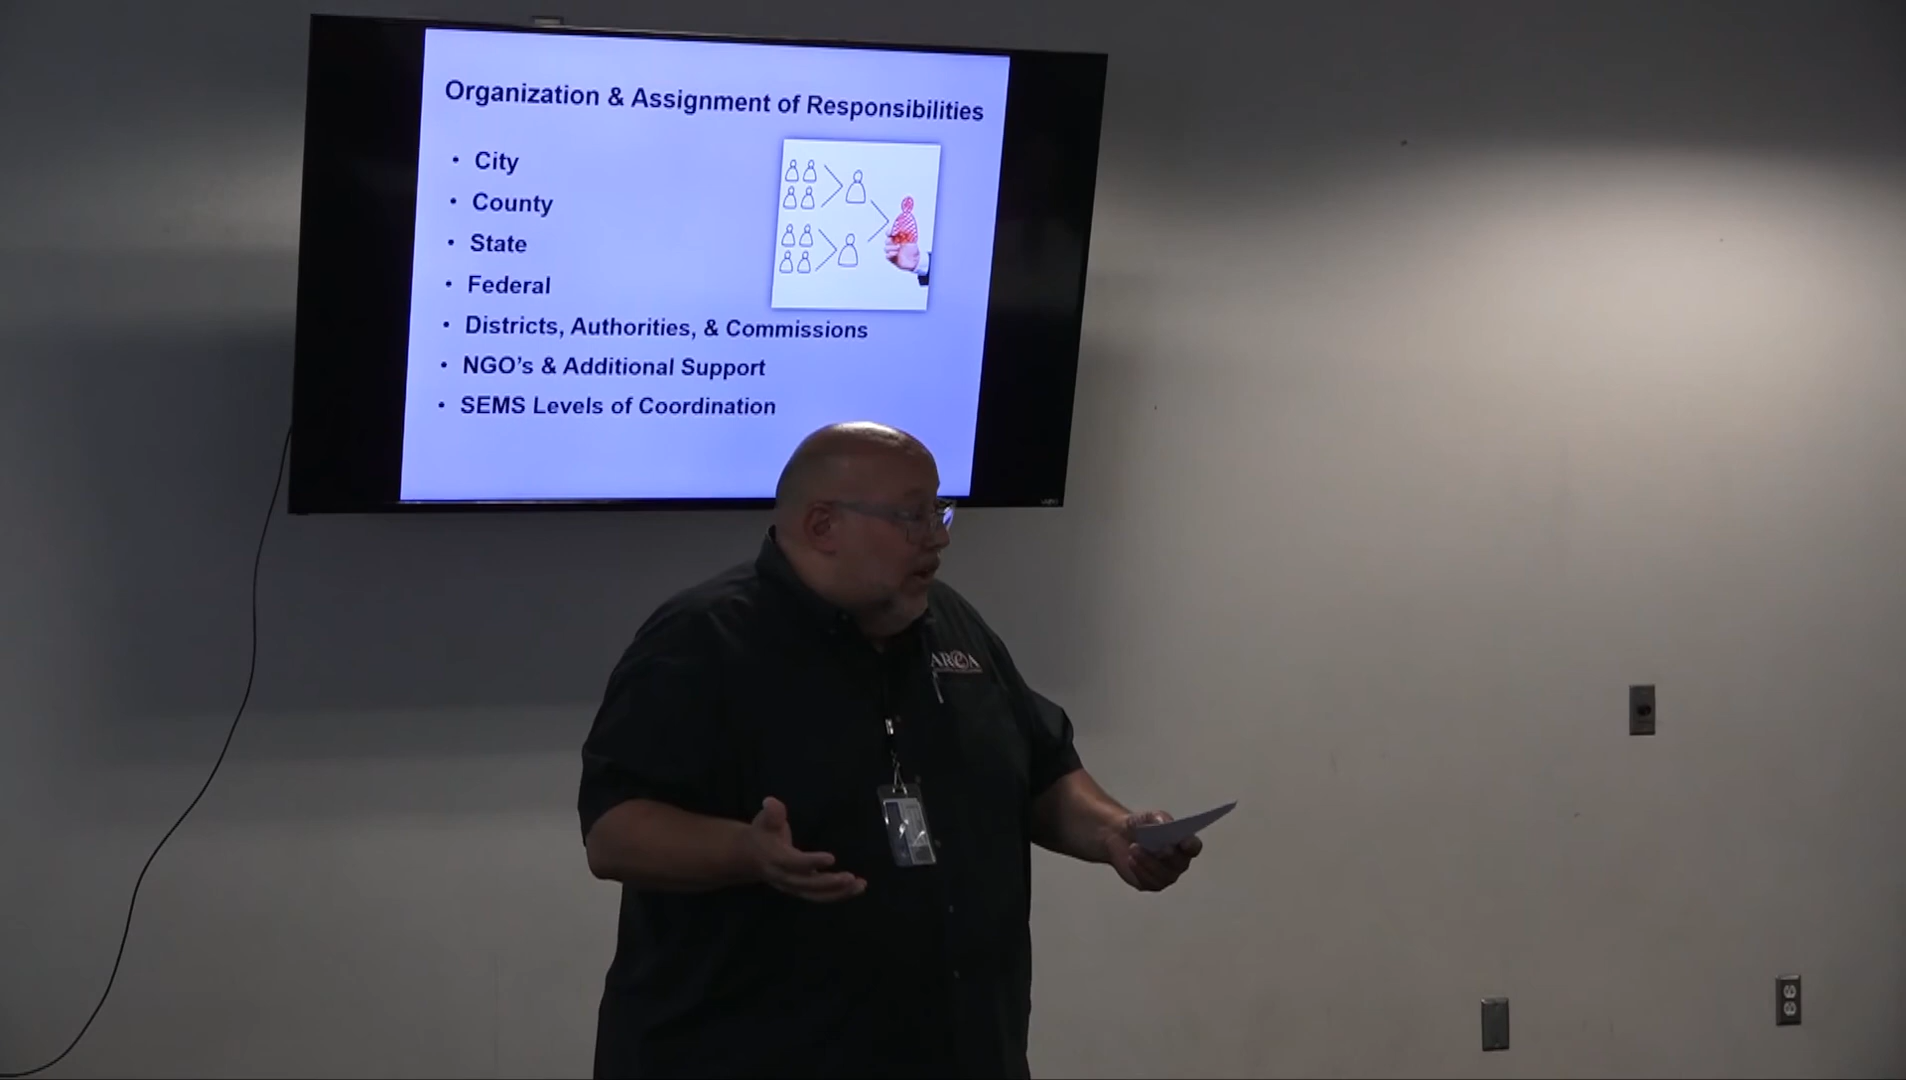 Organization & Assignment of Responsibilities
• City
• County
• State
• Federal
• Districts, Authorities, & Commissions
• NGO's & Additional Support
• SEMS Levels of Coordination